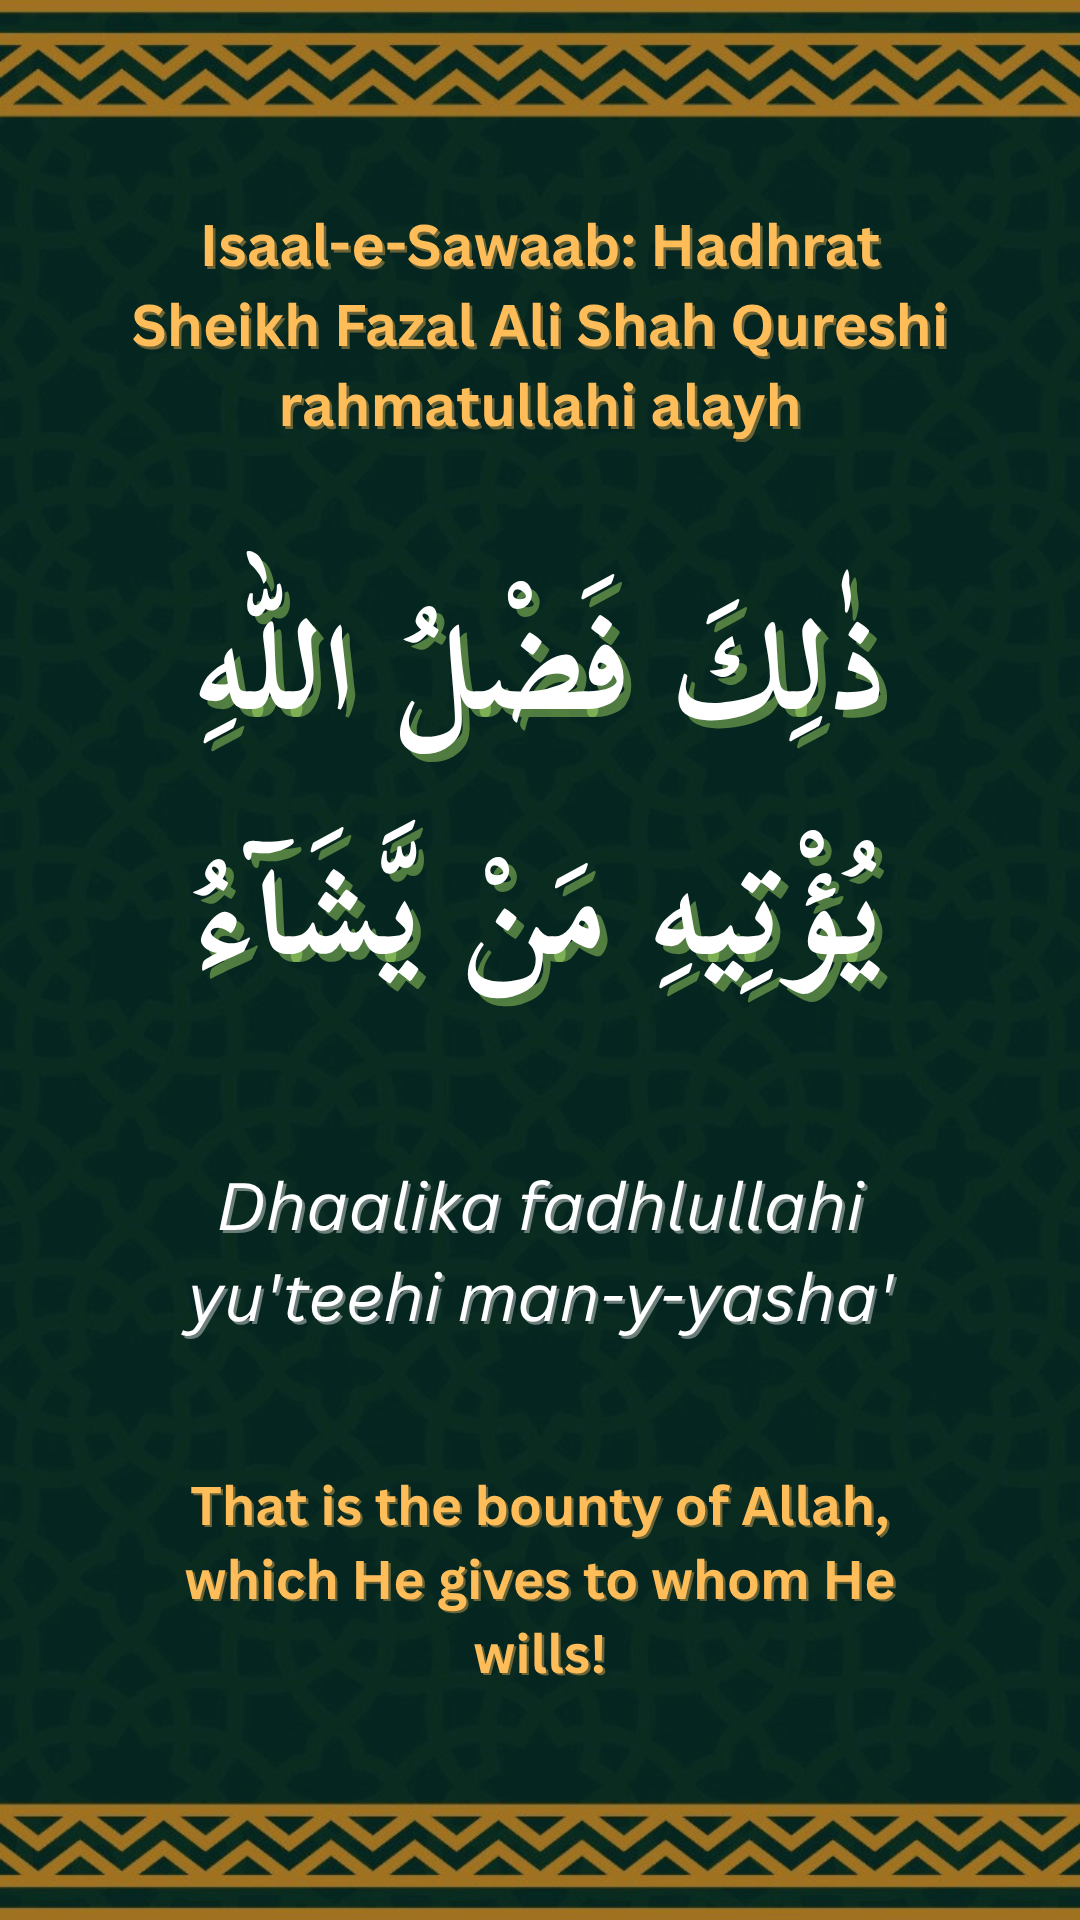 Isaal-e-Sawaab: Hadhrat
Sheikh Fazal Ali Shah Qureshi
rahmatullahi alayh
ذٰلِكَ فَضْلُ اللّٰهِ
يُؤْتِيهِ مَنْ يَّشَآءُ
Dhaalika fadhlullahi
yu'teehi man-y-yasha'
That is the bounty of Allah,
which He gives to whom He
wills!